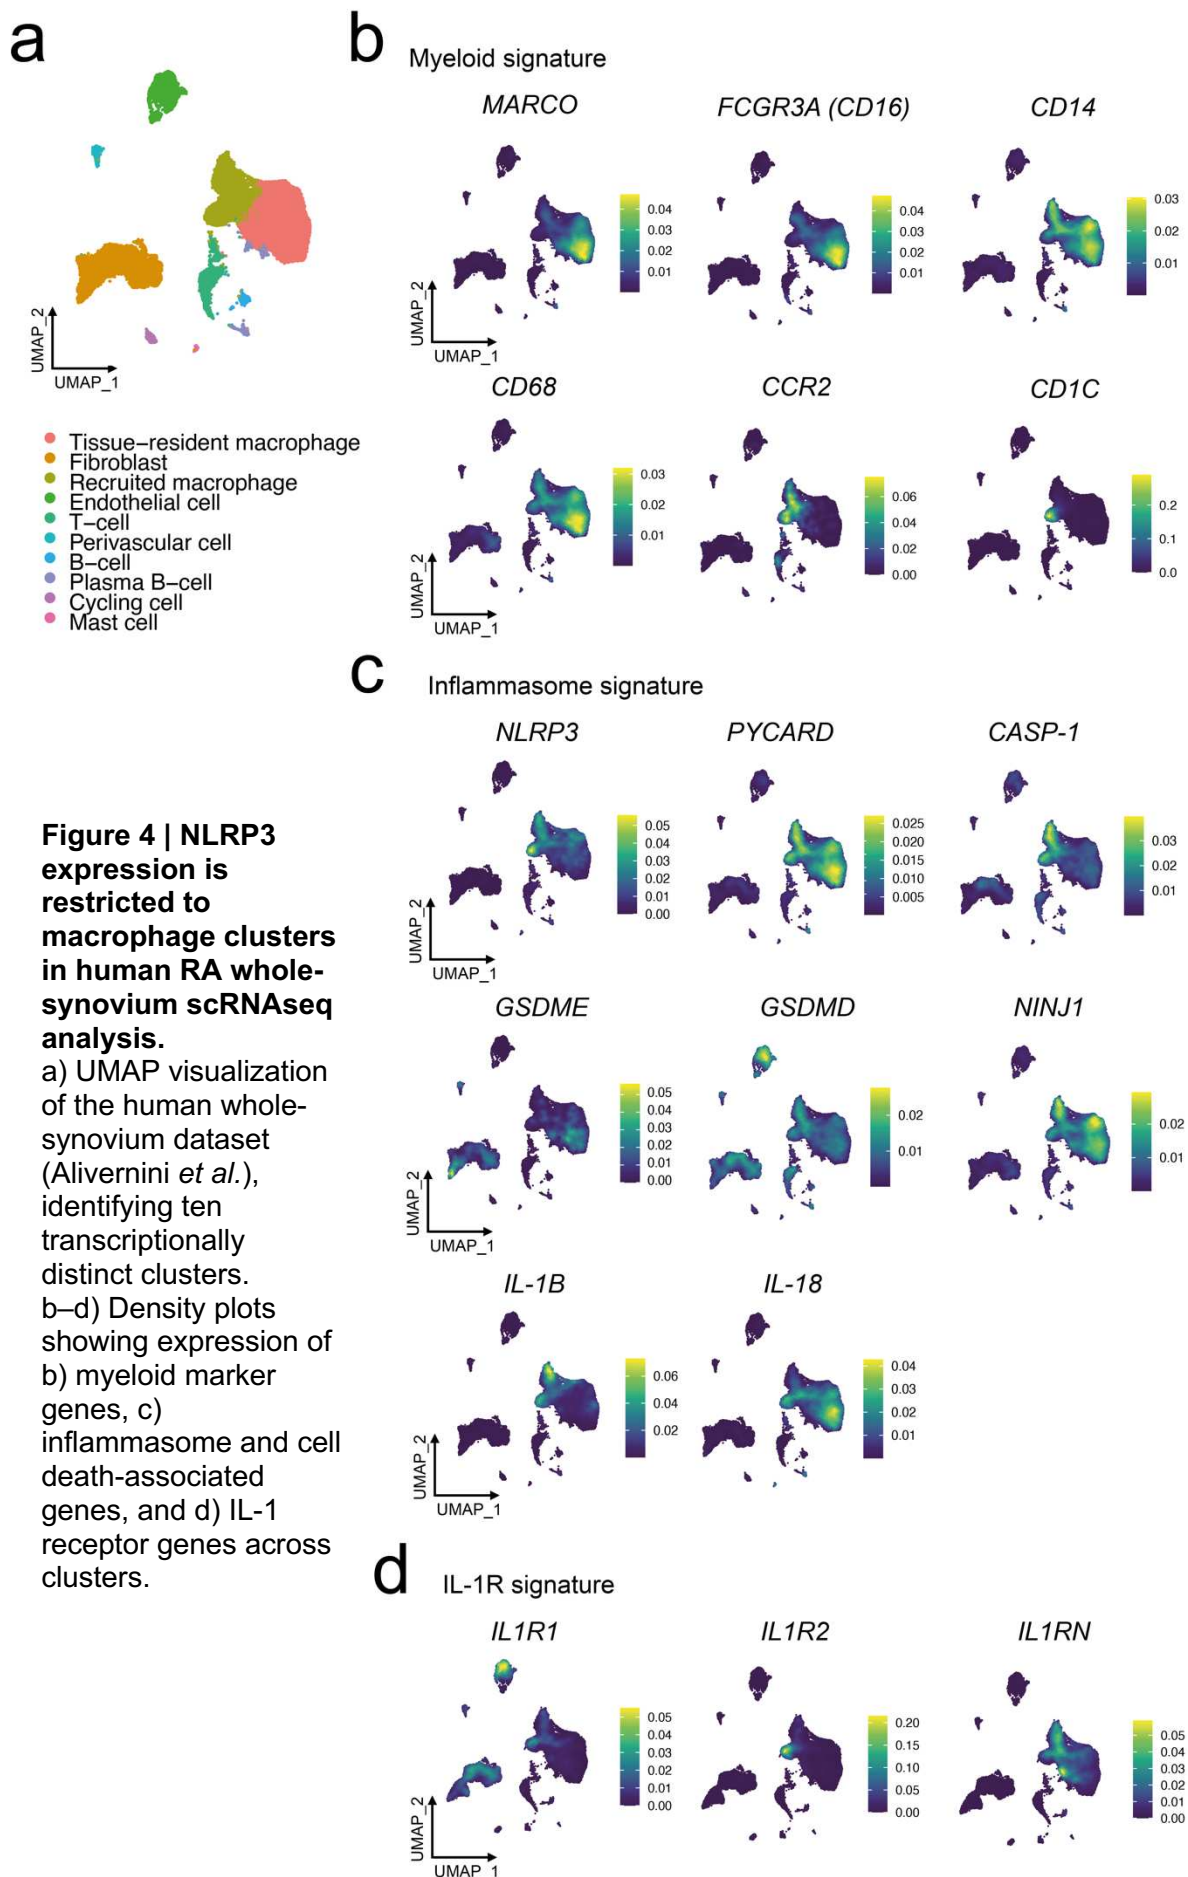 a
UMAP_2
UMAP_1
Tissue−resident macrophage
Fibroblast
Recruited macrophage
Endothelial cell
T−cell
Perivascular cell
B−cell
Plasma B−cell
Cycling cell
Mast cell
b Myeloid signature
MARCO FCGR3A (CD16) CD14
0.04
0.03
0.02
0.01
0.04
0.03
0.02
0.01
0.03
0.02
0.01
UMAP_2
UMAP_1
CD68 CCR2 CD1C
0.03
0.02
0.01
0.06
0.04
0.02
0.00
0.2
0.1
0.0
UMAP_2
UMAP_1
c Inflammasome signature
NLRP3 PYCARD CASP-1
0.05
0.04
0.03
0.02
0.01
0.00
0.025
0.020
0.015
0.010
0.005
0.03
0.02
0.01
UMAP_2
UMAP_1
GSDME GSDMD NINJ1
0.05
0.04
0.03
0.02
0.01
0.00
0.02
0.01
0.02
0.01
UMAP_2
UMAP_1
IL-1B IL-18
0.06
0.04
0.02
0.04
0.03
0.02
0.01
UMAP_2
UMAP_1
d IL-1R signature
IL1R1 IL1R2 IL1RN
0.05
0.04
0.03
0.02
0.01
0.00
0.20
0.15
0.10
0.05
0.00
0.05
0.04
0.03
0.02
0.01
0.00
UMAP_2
UMAP_1
Figure 4 | NLRP3
expression is
restricted to
macrophage clusters
in human RA whole-
synovium scRNAseq
analysis.
a) UMAP visualization
of the human whole-
synovium dataset
(Alivernini et al.),
identifying ten
transcriptionally
distinct clusters.
b–d) Density plots
showing expression of
b) myeloid marker
genes, c)
inflammasome and cell
death-associated
genes, and d) IL-1
receptor genes across
clusters.